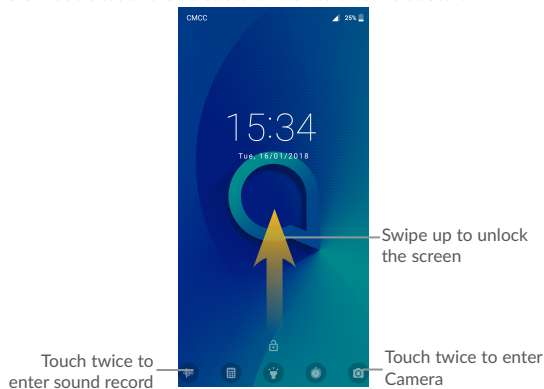 CMCC 25%
15:34
Tue, 16/01/2018
Swipe up to unlock
the screen
Touch twice to
enter sound record
Touch twice to enter
Camera